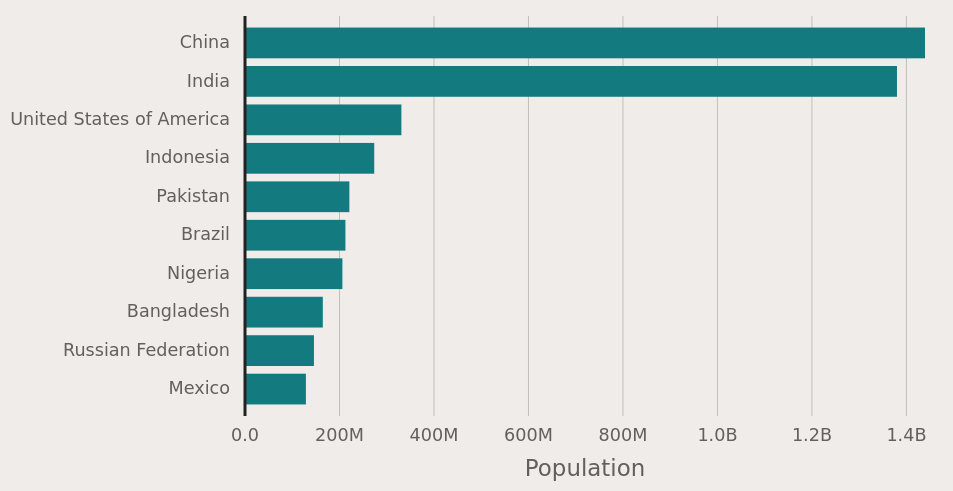 China
India
United States of America
Indonesia
Pakistan
Brazil
Nigeria
Bangladesh
Russian Federation
Mexico
0.0 200M 400M 600M 800M 1.0B 1.2B 1.4B
Population